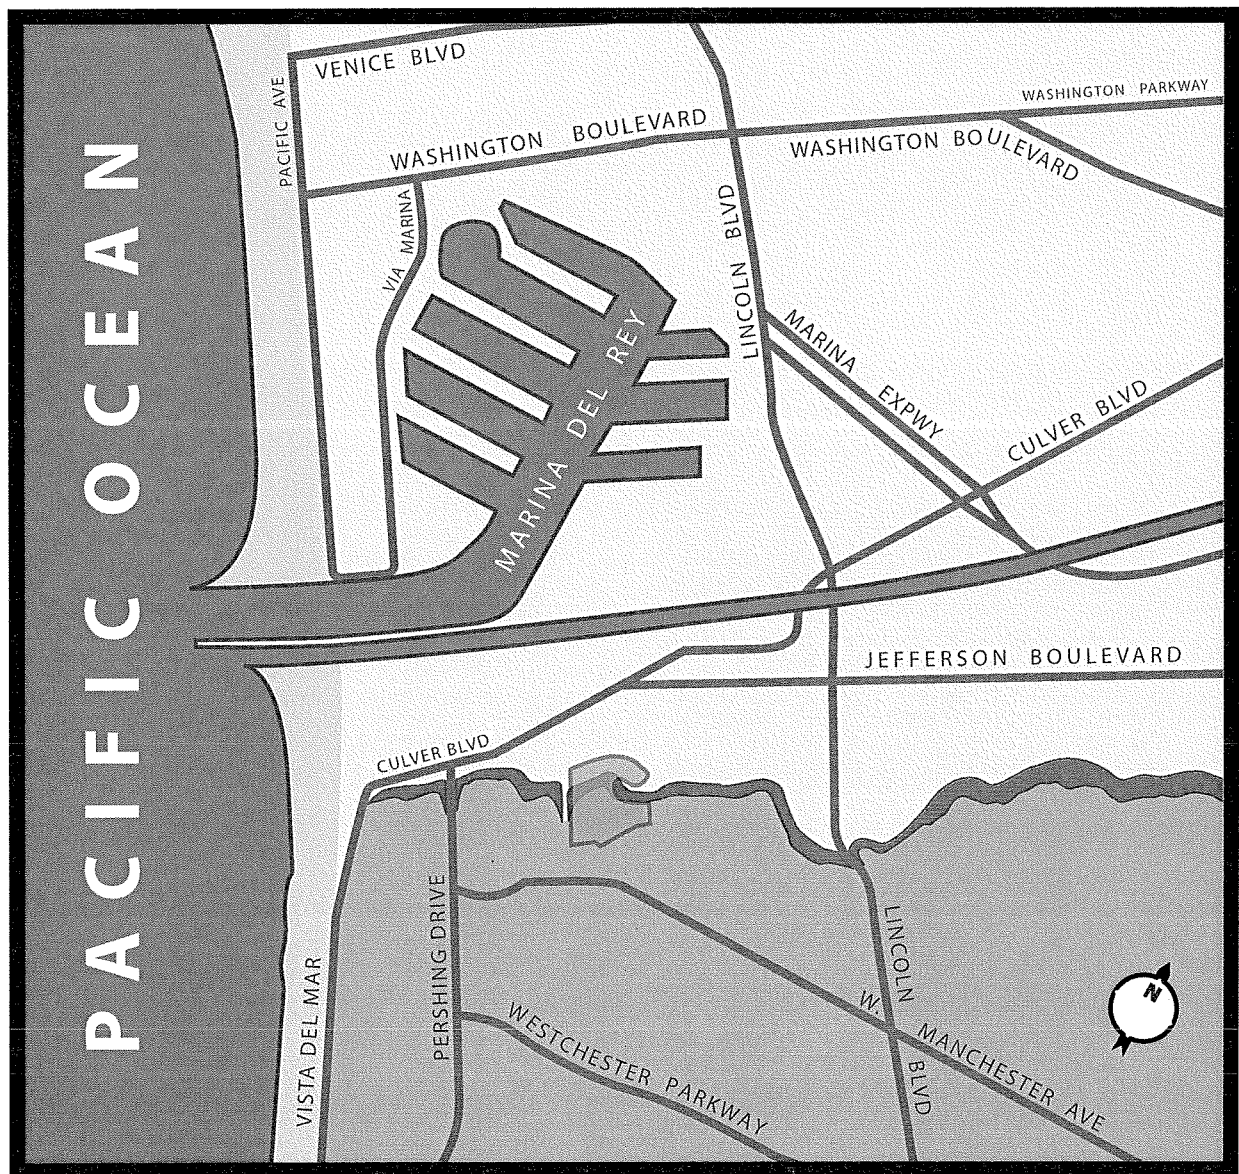 VENICE BLVD
PACIFIC AVE
WASHINGTON BOULEVARD
WASHINGTON PARKWAY
WASHINGTON BOULEVARD
VIA MARINA
LINCOLN BLVD
MARINA DEL REY
MARINA EXPWY
CULVER BLVD
PACIFIC OCEAN
JEFFERSON BOULEVARD
CULVER BLVD
PERSHING DRIVE
LINCOLN BLVD
W. MANCHESTER AVE
VISTA DEL MAR
WESTCHESTER PARKWAY
N